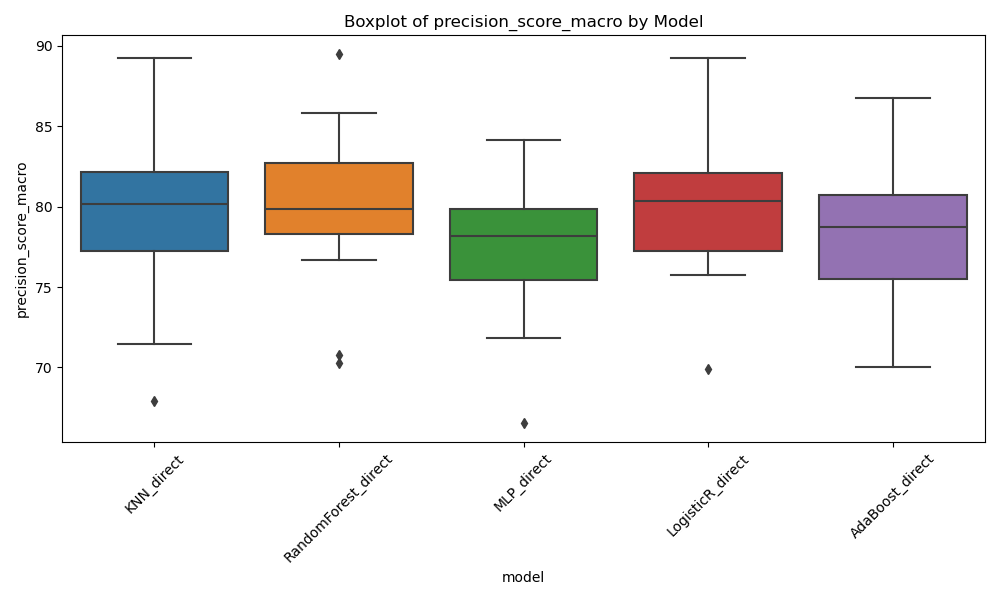 Boxplot of precision_score_macro by Model
90
85
80
75
70
precision_score_macro
KNN_direct
RandomForest_direct
MLP_direct
LogisticR_direct
AdaBoost_direct
model